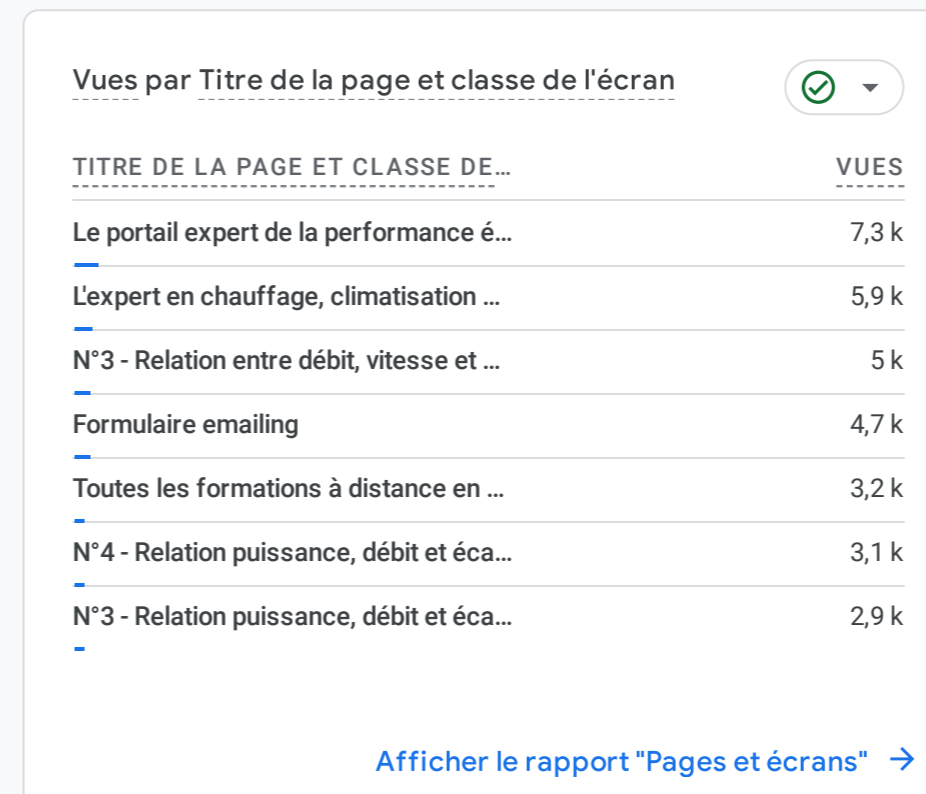 Vues par Titre de la page et classe de l'écran
TITRE DE LA PAGE ET CLASSE DE… VUES
Le portail expert de la performance é… 7,3 k
L'expert en chauffage, climatisation … 5,9 k
N°3 - Relation entre débit, vitesse et … 5 k
Formulaire emailing 4,7 k
Toutes les formations à distance en … 3,2 k
N°4 - Relation puissance, débit et éca… 3,1 k
N°3 - Relation puissance, débit et éca… 2,9 k
Afficher le rapport "Pages et écrans" →